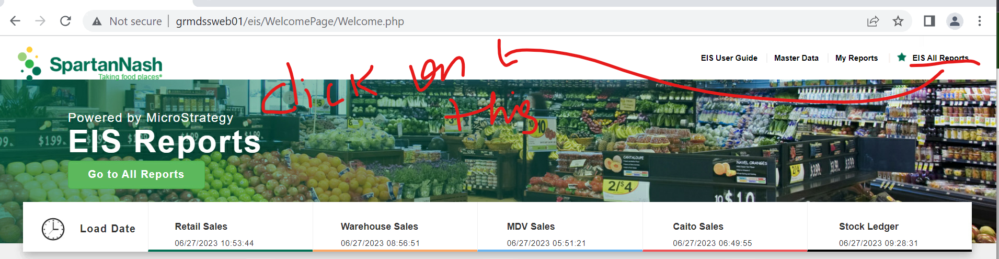 Not secure | grmdssweb01/eis/WelcomePage/Welcome.php
SpartanNash
Taking food places®
EIS User Guide
Master Data
My Reports
EIS All Reports
click on
this
Powered by MicroStrategy
EIS Reports
Go to All Reports
$199.
CANTALOUPE
NAVEL ORANGES
2/$4
2/$4
10$10
Load Date
Retail Sales
06/27/2023 10:53:44
Warehouse Sales
06/27/2023 08:56:51
MDV Sales
06/27/2023 05:51:21
Caito Sales
06/27/2023 06:49:55
Stock Ledger
06/27/2023 09:28:31